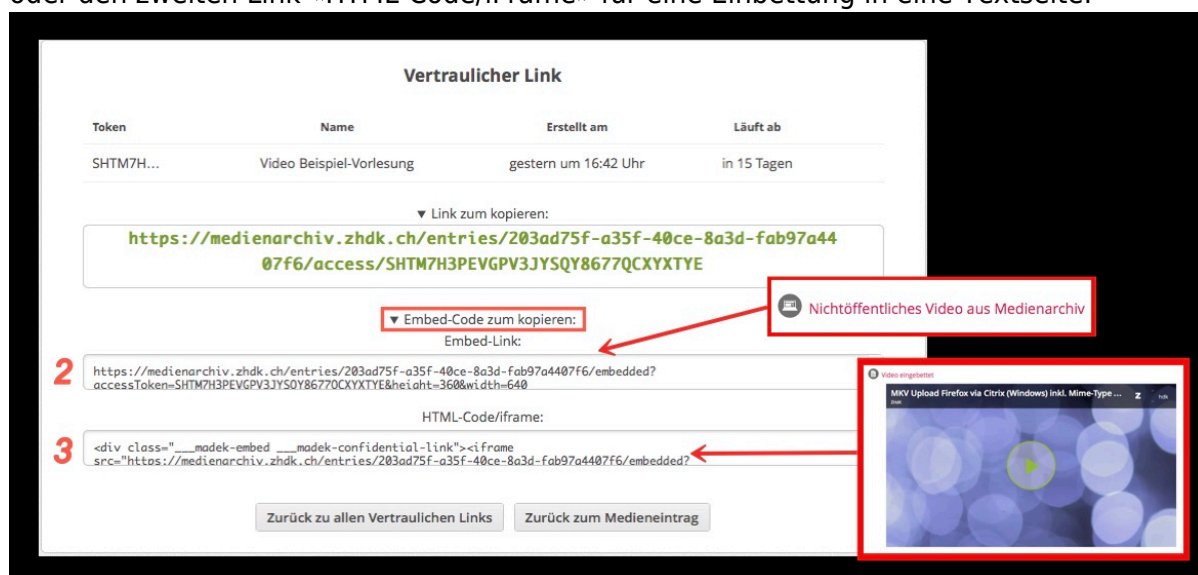 oder den zweiten Link «HTML-Code/iFrame» für eine Einbettung in eine Textseite.
Vertraulicher Link
Token Name Erstellt am Läuft ab
SHTM7H... Video Beispiel-Vorlesung gestern um 16:42 Uhr in 15 Tagen
▼ Link zum kopieren:
https://medienarchiv.zhdk.ch/entries/203ad75f-a35f-40ce-8a3d-fab97a44
07f6/access/SHTM7H3PEVGPV3JYSQY8677QCXYXTYE
Nichtöffentliches Video aus Medienarchiv
▼ Embed-Code zum kopieren:
Embed-Link:
2
https://medienarchiv.zhdk.ch/entries/203ad75f-a35f-40ce-8a3d-fab97a4407f6/embedded?
accessToken=SHTM7H3PEVGPV3JYSQY8677QCXYXTYE&height=360&width=640
Video eingebettet
MKV Upload Firefox via Citrix (Windows) inkl. Mime-Type ... Z hdk
HTML-Code/iframe:
3
<div class="___madek-embed ___madek-confidential-link"><iframe
src="https://medienarchiv.zhdk.ch/entries/203ad75f-a35f-40ce-8a3d-fab97a4407f6/embedded?
Zurück zu allen Vertraulichen Links Zurück zum Medieneintrag